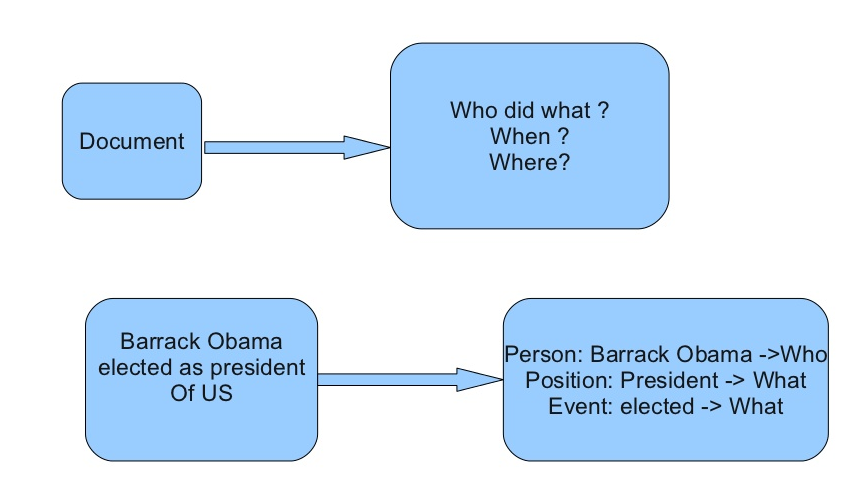 Document
Who did what ?
When ?
Where?
Barrack Obama
elected as president
Of US
Person: Barrack Obama ->Who
Position: President -> What
Event: elected -> What